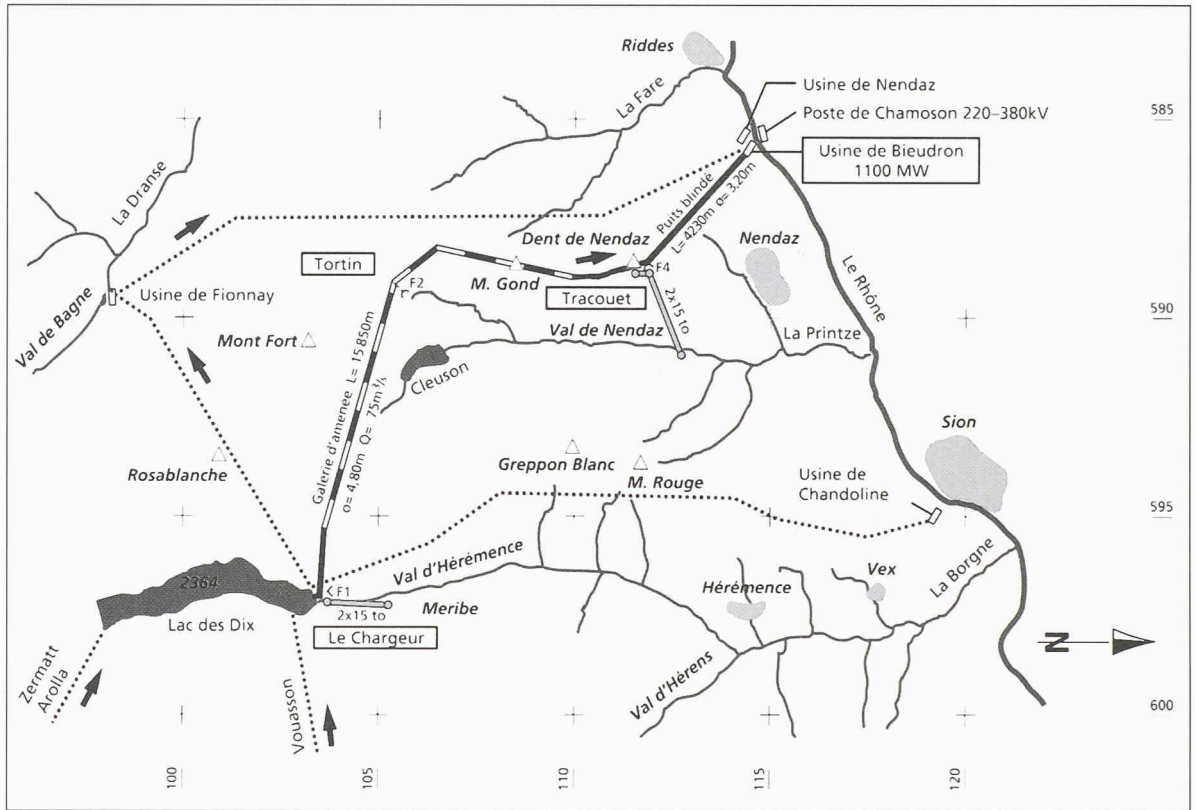 Riddes
La Fare
Usine de Nendaz
Poste de Chamoson 220–380kV
Usine de Bieudron
1100 MW
585
La Dranse
Puits blindé
L= 4230m ø= 3,20m
Dent de Nendaz
Nendaz
Tortin
F2
M. Gond
F4
Tracouet
2x15 to
Le Rhône
Usine de Fionnay
Val de Bagne
Mont Fort
Val de Nendaz
La Printze
590
Cleuson
Galerie d'amenée L= 15 850m
ø= 4,80m Q= 75m³/s
Rosablanche
Greppon Blanc
M. Rouge
Sion
Usine de
Chandoline
595
2364
Lac des Dix
F1
2x15 to
Val d'Hérémence
Meribe
Le Chargeur
Hérémence
Vex
La Borgne
N
Zermatt
Arolla
Vouasson
Val d'Hérens
600
100
105
110
115
120